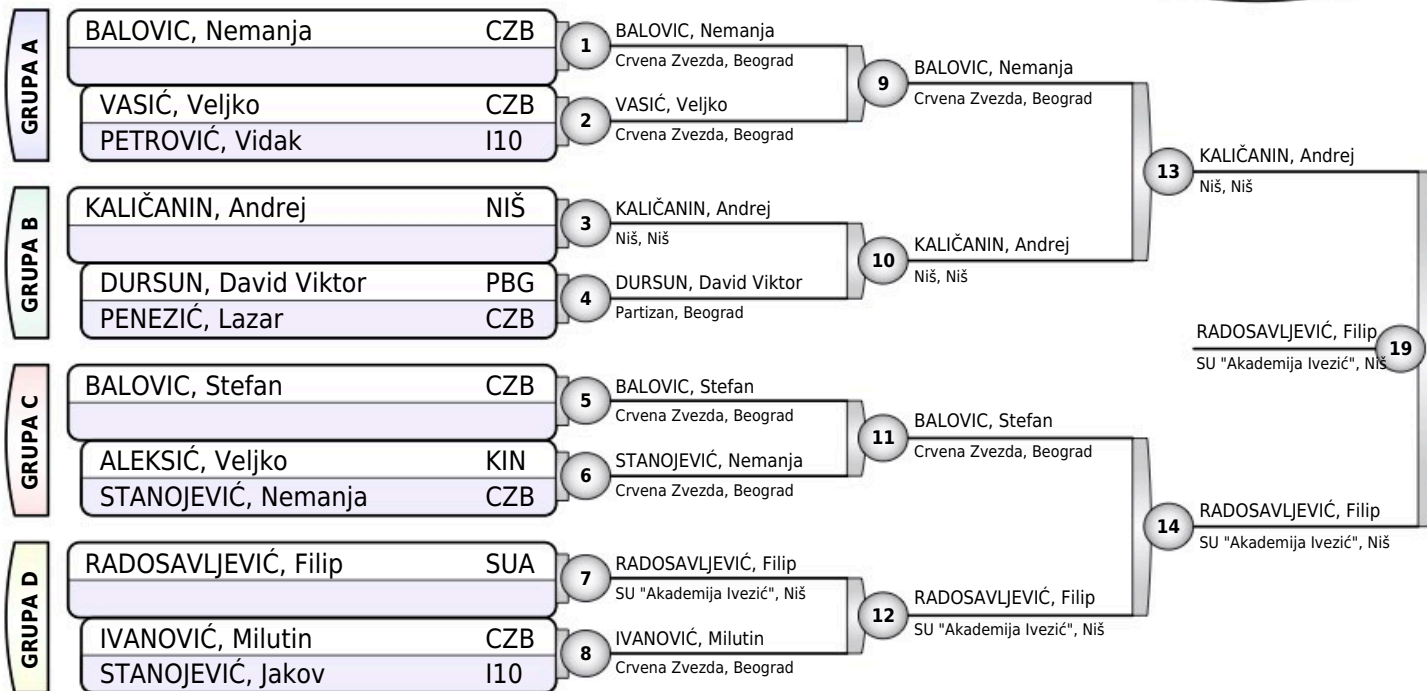 GRUPA A
BALOVIC, Nemanja CZB
VASIĆ, Veljko CZB
PETROVIĆ, Vidak I10
GRUPA B
KALIČANIN, Andrej NIŠ
DURSUN, David Viktor PBG
PENEZIĆ, Lazar CZB
GRUPA C
BALOVIC, Stefan CZB
ALEKSIĆ, Veljko KIN
STANOJEVIĆ, Nemanja CZB
GRUPA D
RADOSAVLJEVIĆ, Filip SUA
IVANOVIĆ, Milutin CZB
STANOJEVIĆ, Jakov I10
1 BALOVIC, Nemanja
Crvena Zvezda, Beograd
2 VASIĆ, Veljko
Crvena Zvezda, Beograd
3 KALIČANIN, Andrej
Niš, Niš
4 DURSUN, David Viktor
Partizan, Beograd
5 BALOVIC, Stefan
Crvena Zvezda, Beograd
6 STANOJEVIĆ, Nemanja
Crvena Zvezda, Beograd
7 RADOSAVLJEVIĆ, Filip
SU "Akademija Ivezić", Niš
8 IVANOVIĆ, Milutin
Crvena Zvezda, Beograd
9 BALOVIC, Nemanja
Crvena Zvezda, Beograd
10 KALIČANIN, Andrej
Niš, Niš
11 BALOVIC, Stefan
Crvena Zvezda, Beograd
12 RADOSAVLJEVIĆ, Filip
SU "Akademija Ivezić", Niš
13 KALIČANIN, Andrej
Niš, Niš
14 RADOSAVLJEVIĆ, Filip
SU "Akademija Ivezić", Niš
RADOSAVLJEVIĆ, Filip 19
SU "Akademija Ivezić", Niš